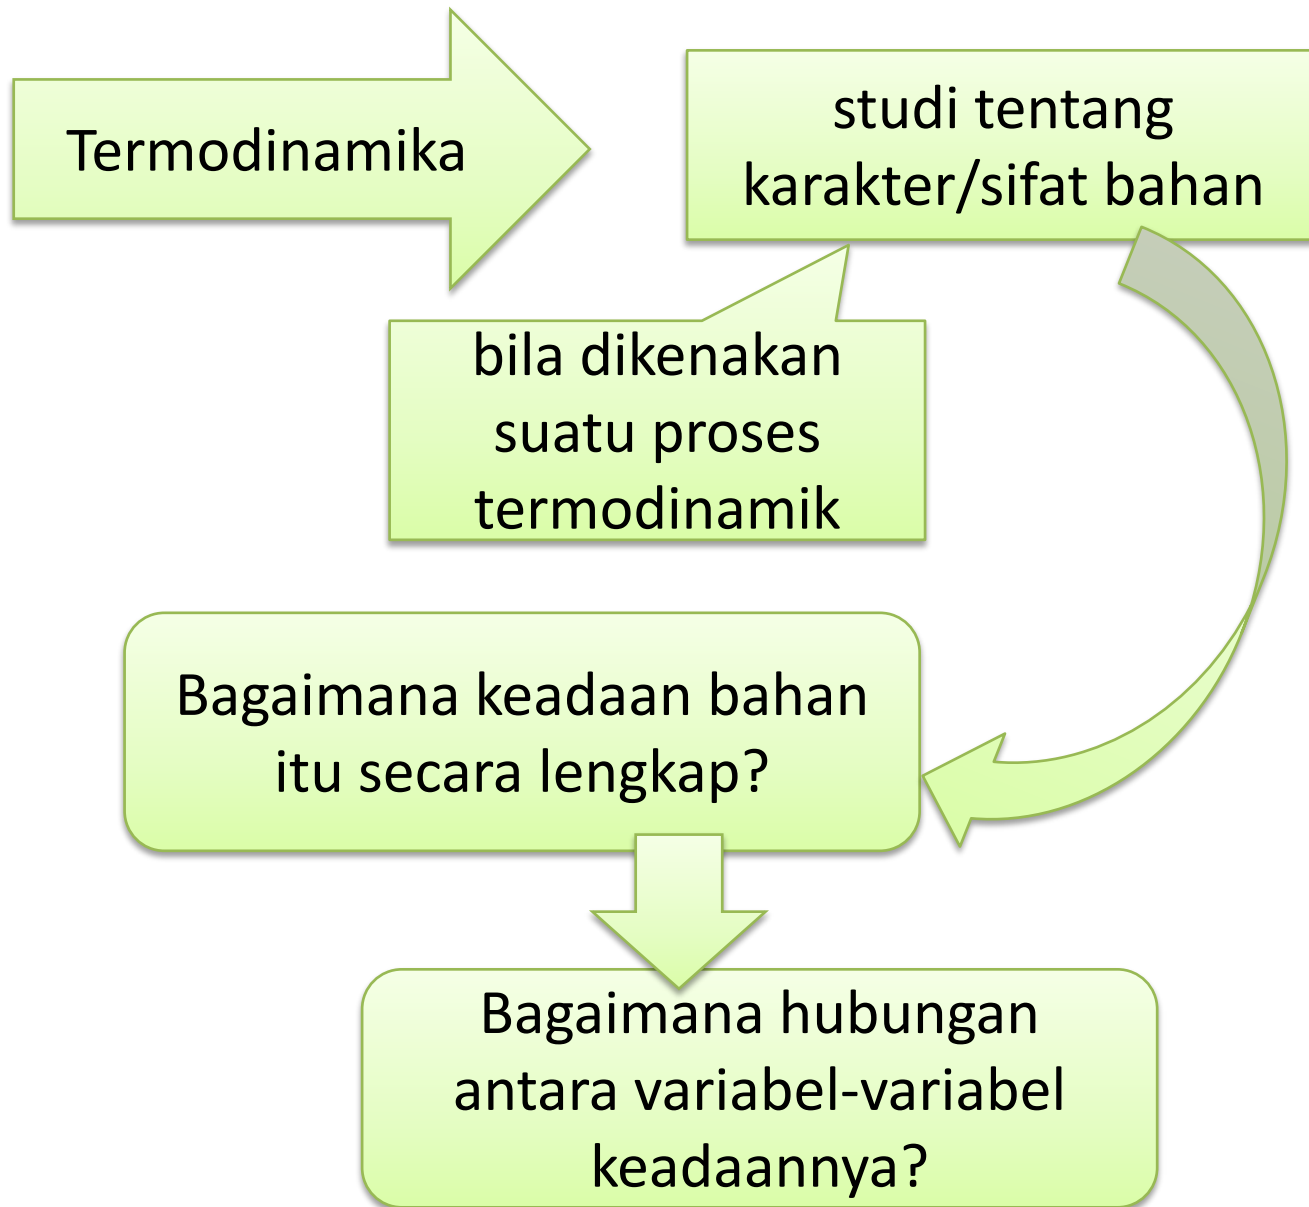 Termodinamika
studi tentang
karakter/sifat bahan
bila dikenakan
suatu proses
termodinamik
Bagaimana keadaan bahan
itu secara lengkap?
Bagaimana hubungan
antara variabel-variabel
keadaannya?